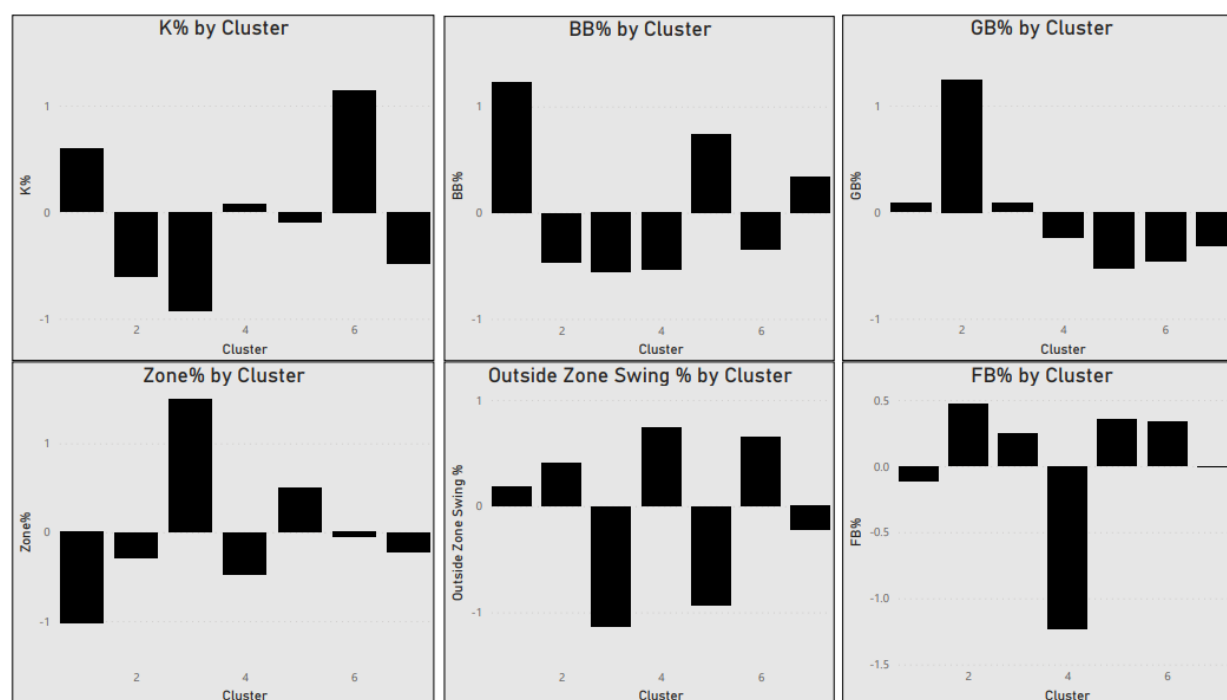 K% by Cluster
1
0
-1
K%
2
4
6
Cluster
BB% by Cluster
1
0
-1
BB%
2
4
6
Cluster
GB% by Cluster
1
0
-1
GB%
2
4
6
Cluster
Zone% by Cluster
1
0
-1
Zone%
2
4
6
Cluster
Outside Zone Swing % by Cluster
1
0
-1
Outside Zone Swing %
2
4
6
Cluster
FB% by Cluster
0.5
0.0
-0.5
-1.0
-1.5
FB%
2
4
6
Cluster